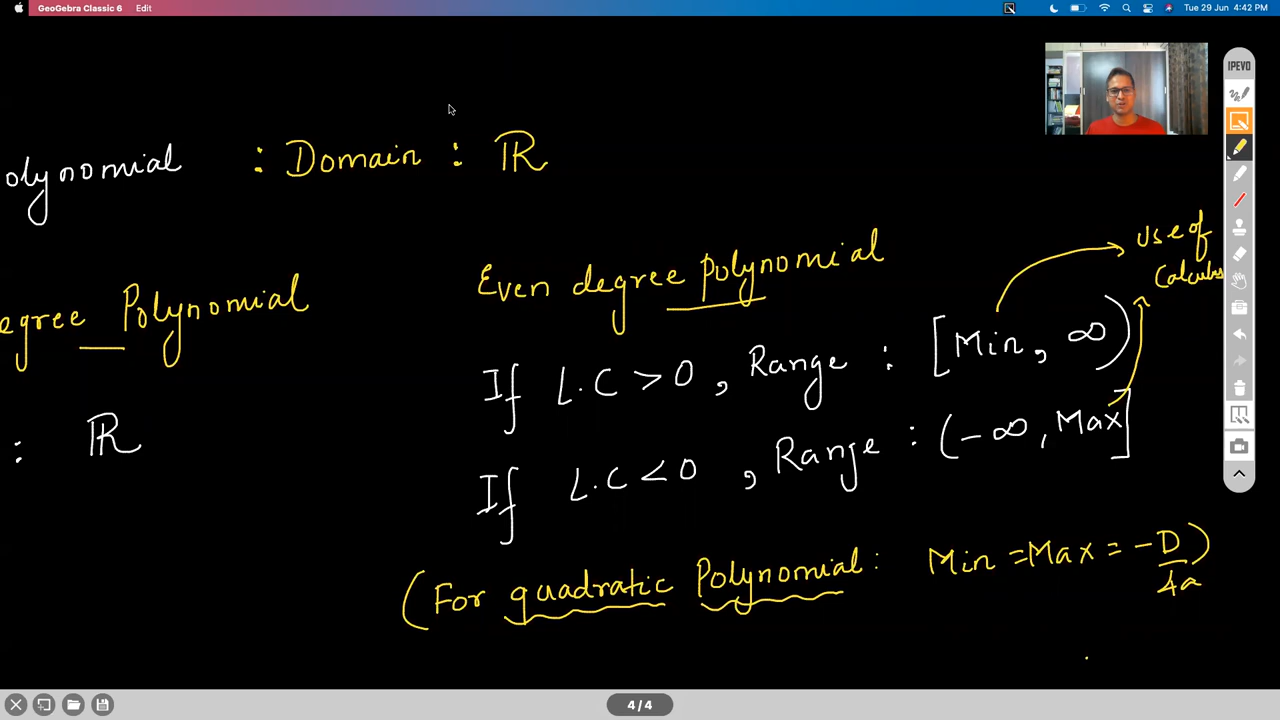 GeoGebra Classic 6 Edit Tue 29 Jun 4:42 PM
IPEVO
olynomial : Domain : ℝ
egree Polynomial
: ℝ
Even degree polynomial
use of
Calculus
If L.C > 0 , Range : [Min, ∞)
If L.C < 0 , Range : (-∞, Max]
(For quadratic Polynomial : Min = Max = -D/4a)
4/4